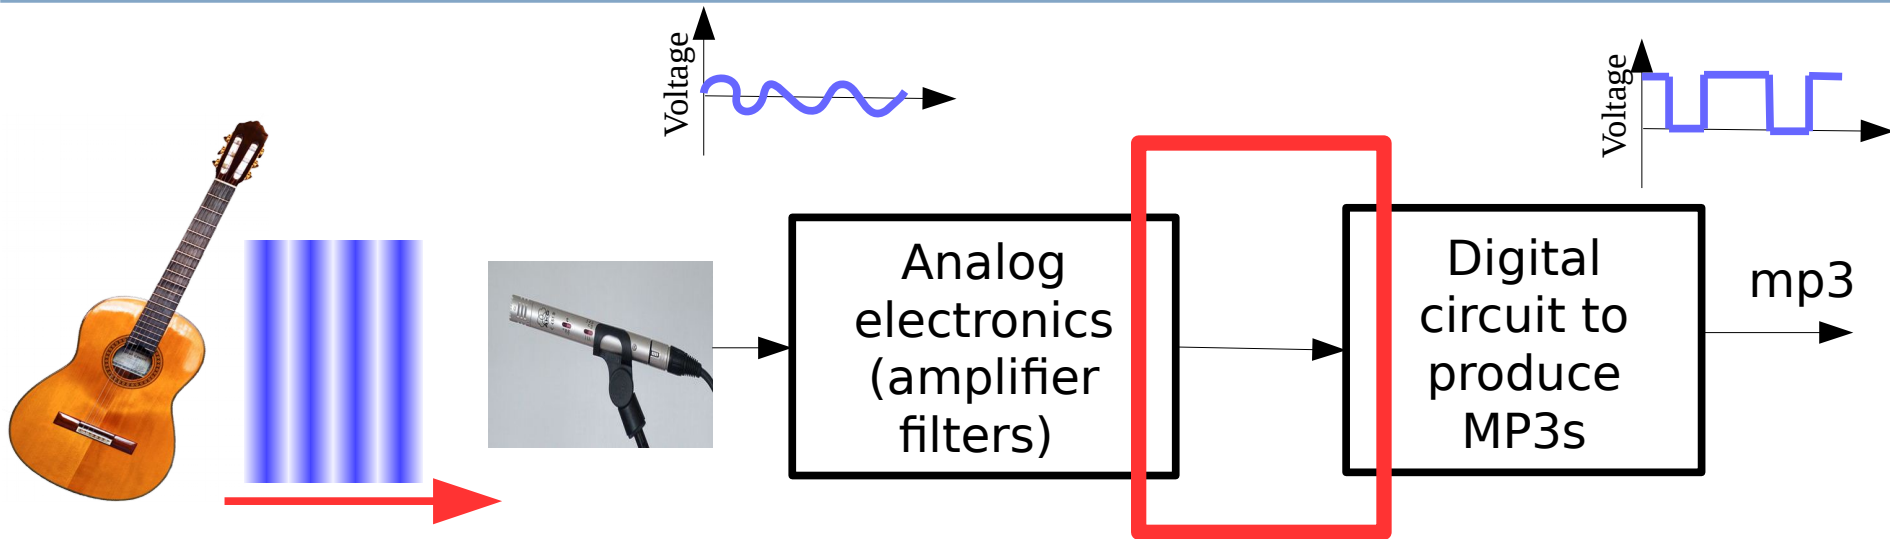 Voltage
Voltage
Analog
electronics
(amplifier
filters)
Digital
circuit to
produce
MP3s
mp3